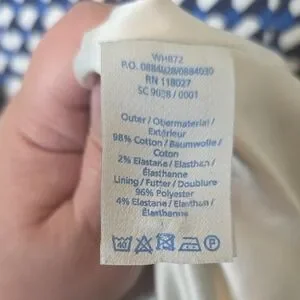 WH872
P.O. 0884028/0884030
RN 118027
SC 9028 / 0001
Outer / Obermaterial /
Extérieur
98% Cotton / Baumwolle /
Coton
2% Elastane / Elasthan /
Élasthanne
Lining / Futter / Doublure
96% Polyester
4% Elastane / Elasthan /
Élasthanne
40 P